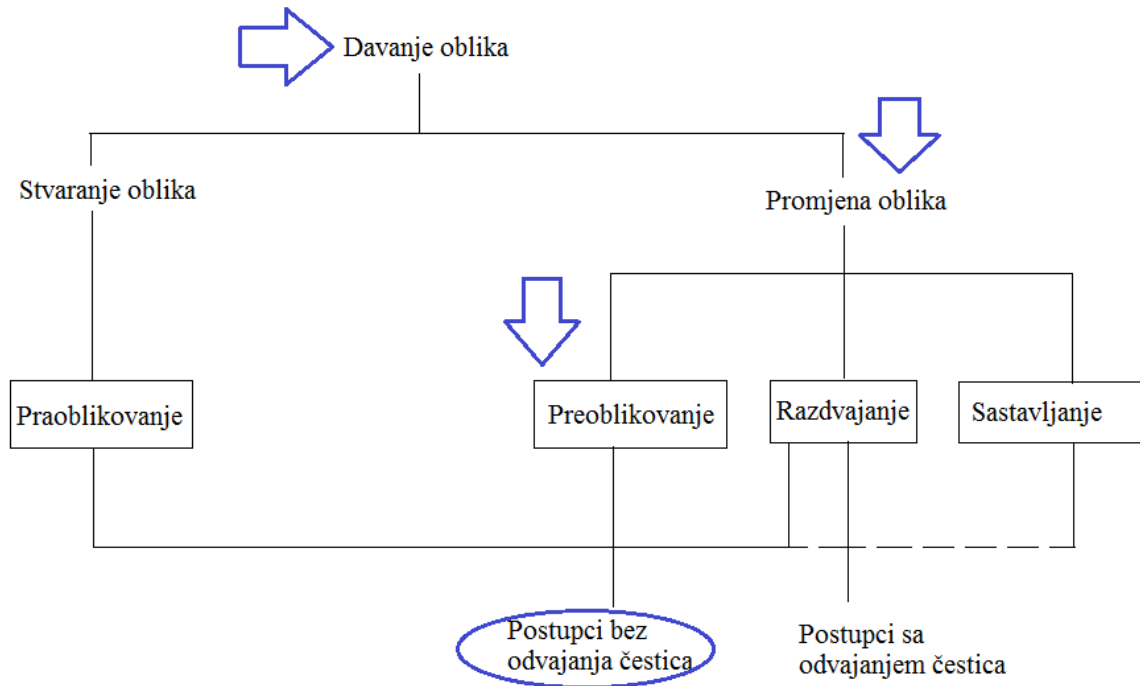 Davanje oblika
Stvaranje oblika
Promjena oblika
Praoblikovanje
Preoblikovanje
Razdvajanje
Sastavljanje
Postupci bez
odvajanja čestica
Postupci sa
odvajanjem čestica